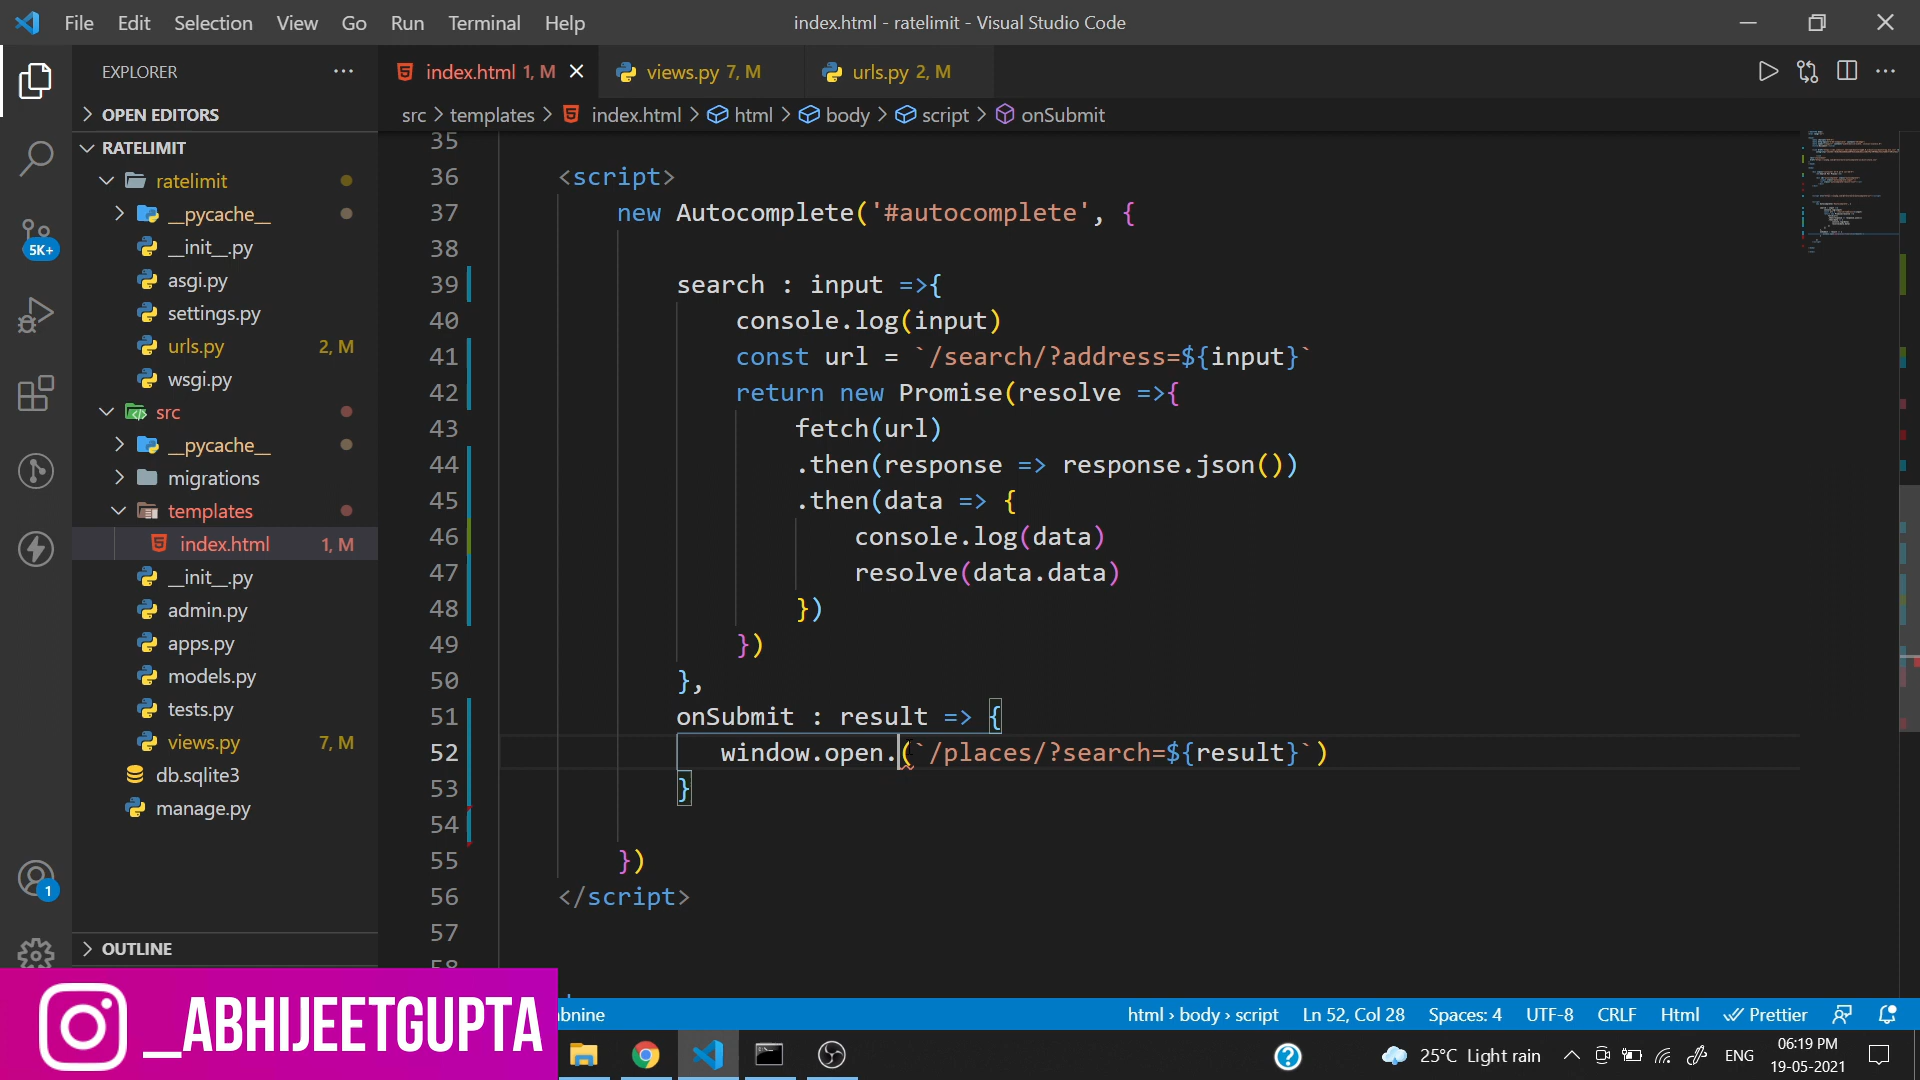 File Edit Selection View Go Run Terminal Help index.html - ratelimit - Visual Studio Code
EXPLORER
index.html 1, M views.py 7, M urls.py 2, M
OPEN EDITORS
src > templates > index.html > html > body > script > onSubmit
RATELIMIT
ratelimit
__pycache__
__init__.py
asgi.py
settings.py
urls.py 2, M
wsgi.py
src
__pycache__
migrations
templates
index.html 1, M
__init__.py
admin.py
apps.py
models.py
tests.py
views.py 7, M
db.sqlite3
manage.py
OUTLINE
5K+
1
35
36 <script>
37 new Autocomplete('#autocomplete', {
38
39 search : input =>{
40 console.log(input)
41 const url = `/search/?address=${input}`
42 return new Promise(resolve =>{
43 fetch(url)
44 .then(response => response.json())
45 .then(data => {
46 console.log(data)
47 resolve(data.data)
48 })
49 })
50 },
51 onSubmit : result => {
52 window.open.(`/places/?search=${result}`)
53 }
54
55 })
56 </script>
57
58
bnine html > body > script Ln 52, Col 28 Spaces: 4 UTF-8 CRLF Html Prettier
_ABHIJEETGUPTA
25°C Light rain ENG 06:19 PM
19-05-2021